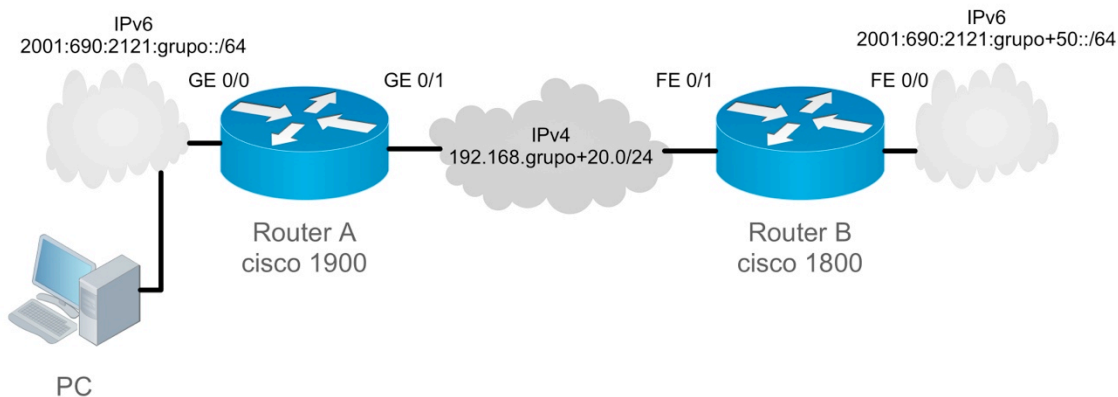 IPv6
2001:690:2121:grupo::/64
IPv6
2001:690:2121:grupo+50::/64
GE 0/0
GE 0/1
FE 0/1
FE 0/0
IPv4
192.168.grupo+20.0/24
Router A
cisco 1900
Router B
cisco 1800
PC